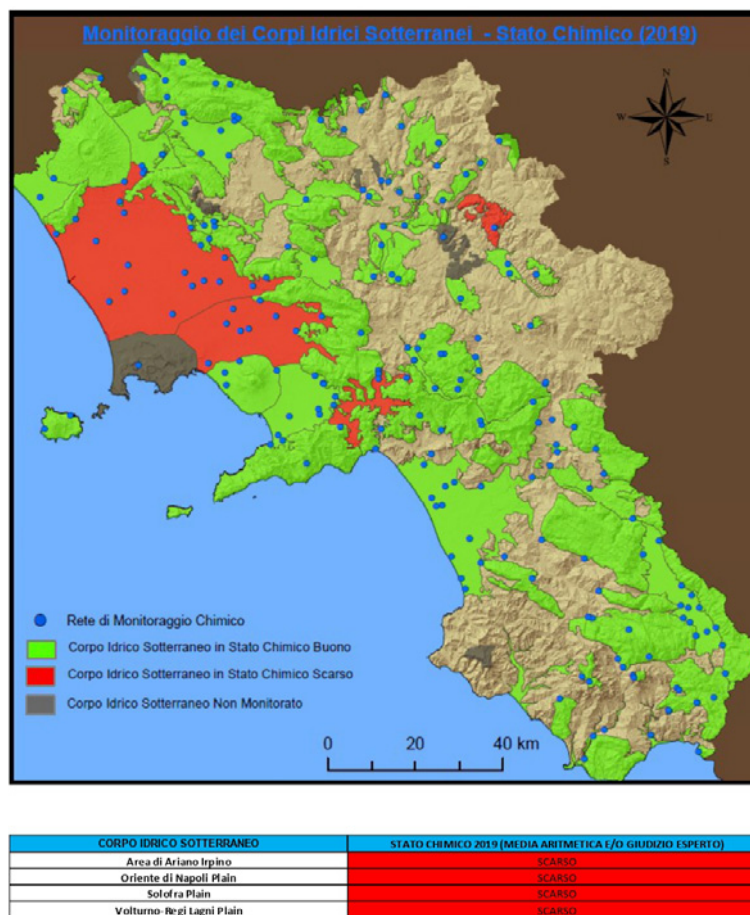 Monitoraggio dei Corpi Idrici Sotterranei - Stato Chimico (2019)
N
W E
S
Rete di Monitoraggio Chimico
Corpo Idrico Sotterraneo in Stato Chimico Buono
Corpo Idrico Sotterraneo in Stato Chimico Scarso
Corpo Idrico Sotterraneo Non Monitorato
0 20 40 km
CORPO IDRICO SOTTERRANEO STATO CHIMICO 2019 (MEDIA ARITMETICA E/O GIUDIZIO ESPERTO)
Area di Ariano Irpino SCARSO
Oriente di Napoli Plain SCARSO
Solofra Plain SCARSO
Volturno-Regi Lagni Plain SCARSO